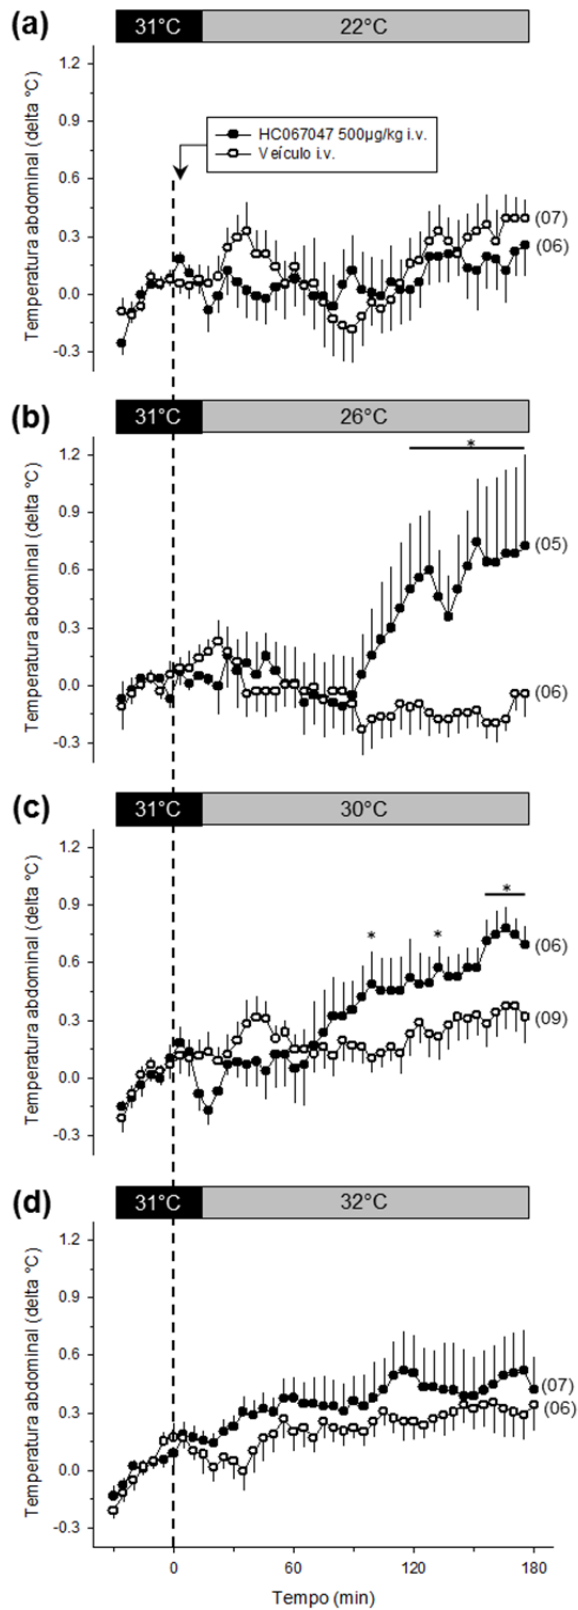 (a)
31°C 22°C
1.2
0.9
0.6
0.3
0.0
-0.3
Temperatura abdominal (delta °C)
HC067047 500µg/kg i.v.
Veículo i.v.
(07)
(06)
(b)
31°C 26°C
1.2
0.9
0.6
0.3
0.0
-0.3
Temperatura abdominal (delta °C)
*
(05)
(06)
(c)
31°C 30°C
1.2
0.9
0.6
0.3
0.0
-0.3
Temperatura abdominal (delta °C)
* * *
(06)
(09)
(d)
31°C 32°C
1.2
0.9
0.6
0.3
0.0
-0.3
Temperatura abdominal (delta °C)
(07)
(06)
0 60 120 180
Tempo (min)